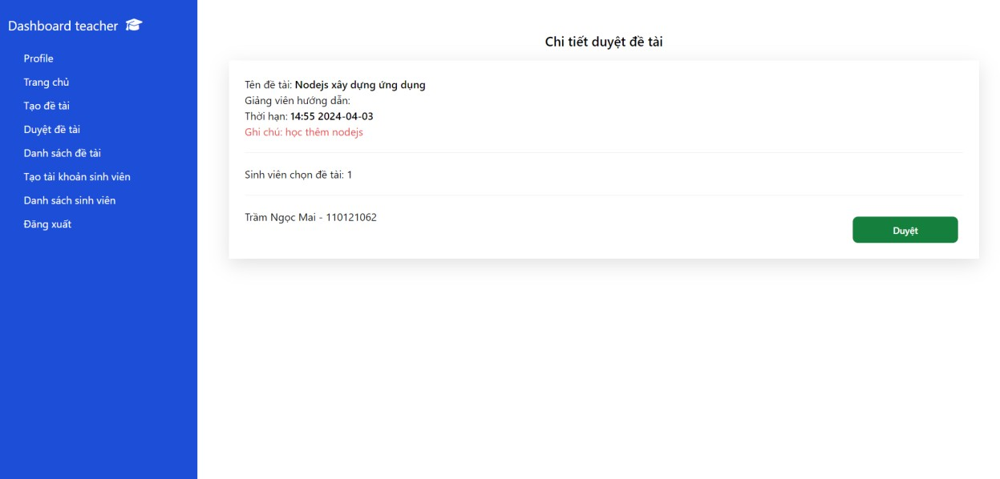 Dashboard teacher
Profile
Trang chủ
Tạo đề tài
Duyệt đề tài
Danh sách đề tài
Tạo tài khoản sinh viên
Danh sách sinh viên
Đăng xuất
Chi tiết duyệt đề tài
Tên đề tài: Nodejs xây dựng ứng dụng
Giảng viên hướng dẫn:
Thời hạn: 14:55 2024-04-03
Ghi chú: học thêm nodejs
Sinh viên chọn đề tài: 1
Trầm Ngọc Mai - 110121062
Duyệt